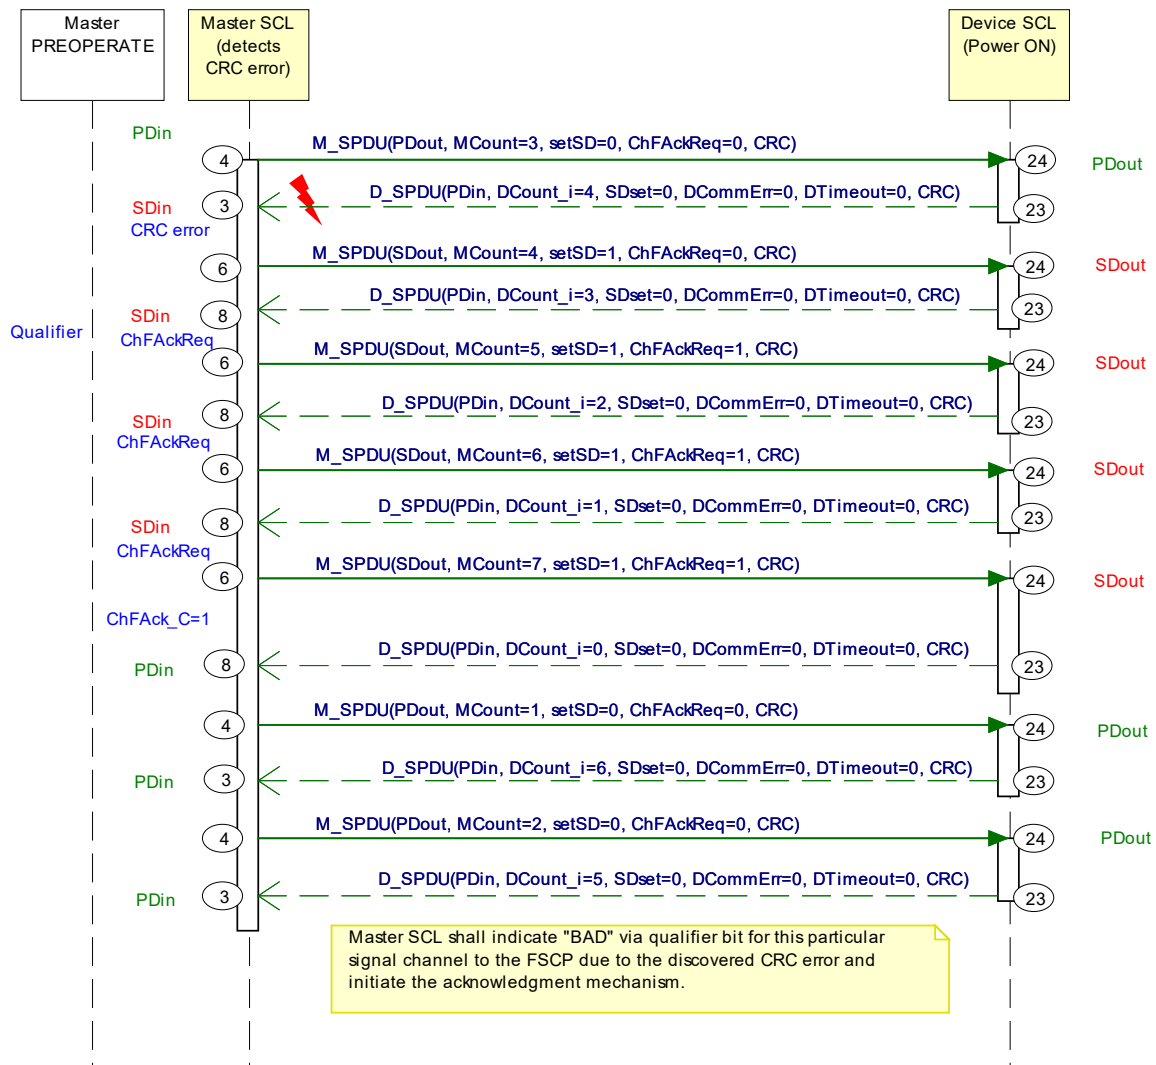 Master
PREOPERATE
Master SCL
(detects
CRC error)
Device SCL
(Power ON)
PDin
M_SPDU(PDout, MCount=3, setSD=0, ChFAckReq=0, CRC)
4
24
PDout
D_SPDU(PDin, DCount_i=4, SDset=0, DCommErr=0, DTimeout=0, CRC)
SDin
3
23
CRC error
M_SPDU(SDout, MCount=4, setSD=1, ChFAckReq=0, CRC)
6
24
SDout
D_SPDU(PDin, DCount_i=3, SDset=0, DCommErr=0, DTimeout=0, CRC)
SDin
8
23
Qualifier
ChFAckReq
M_SPDU(SDout, MCount=5, setSD=1, ChFAckReq=1, CRC)
6
24
SDout
D_SPDU(PDin, DCount_i=2, SDset=0, DCommErr=0, DTimeout=0, CRC)
SDin
8
23
ChFAckReq
M_SPDU(SDout, MCount=6, setSD=1, ChFAckReq=1, CRC)
6
24
SDout
D_SPDU(PDin, DCount_i=1, SDset=0, DCommErr=0, DTimeout=0, CRC)
SDin
8
23
ChFAckReq
M_SPDU(SDout, MCount=7, setSD=1, ChFAckReq=1, CRC)
6
24
SDout
ChFAck_C=1
D_SPDU(PDin, DCount_i=0, SDset=0, DCommErr=0, DTimeout=0, CRC)
PDin
8
23
M_SPDU(PDout, MCount=1, setSD=0, ChFAckReq=0, CRC)
4
24
PDout
D_SPDU(PDin, DCount_i=6, SDset=0, DCommErr=0, DTimeout=0, CRC)
PDin
3
23
M_SPDU(PDout, MCount=2, setSD=0, ChFAckReq=0, CRC)
4
24
PDout
D_SPDU(PDin, DCount_i=5, SDset=0, DCommErr=0, DTimeout=0, CRC)
PDin
3
23
Master SCL shall indicate "BAD" via qualifier bit for this particular
signal channel to the FSCP due to the discovered CRC error and
initiate the acknowledgment mechanism.